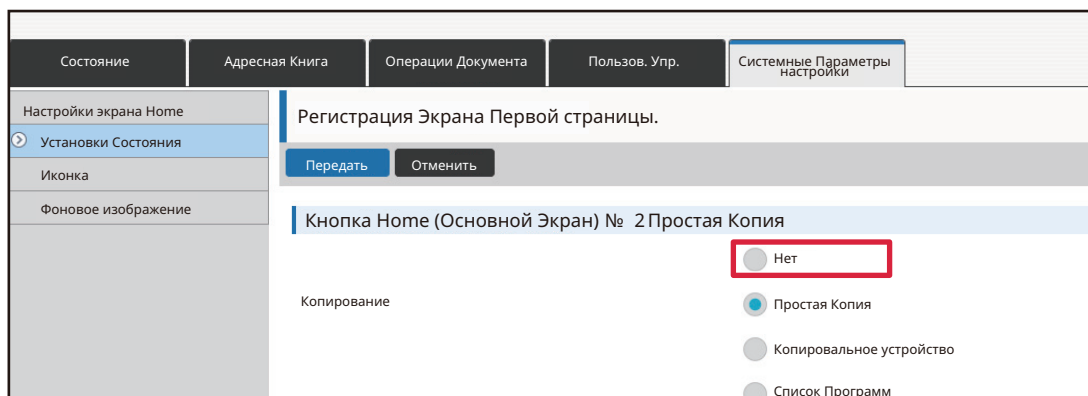 Состояние
Адресная Книга
Операции Документа
Пользов. Упр.
Системные Параметры
настройки
Настройки экрана Home
Установки Состояния
Иконка
Фоновое изображение
Регистрация Экрана Первой страницы.
Передать
Отменить
Кнопка Home (Основной Экран) № 2 Простая Копия
Нет
Копирование
Простая Копия
Копировальное устройство
Список Программ